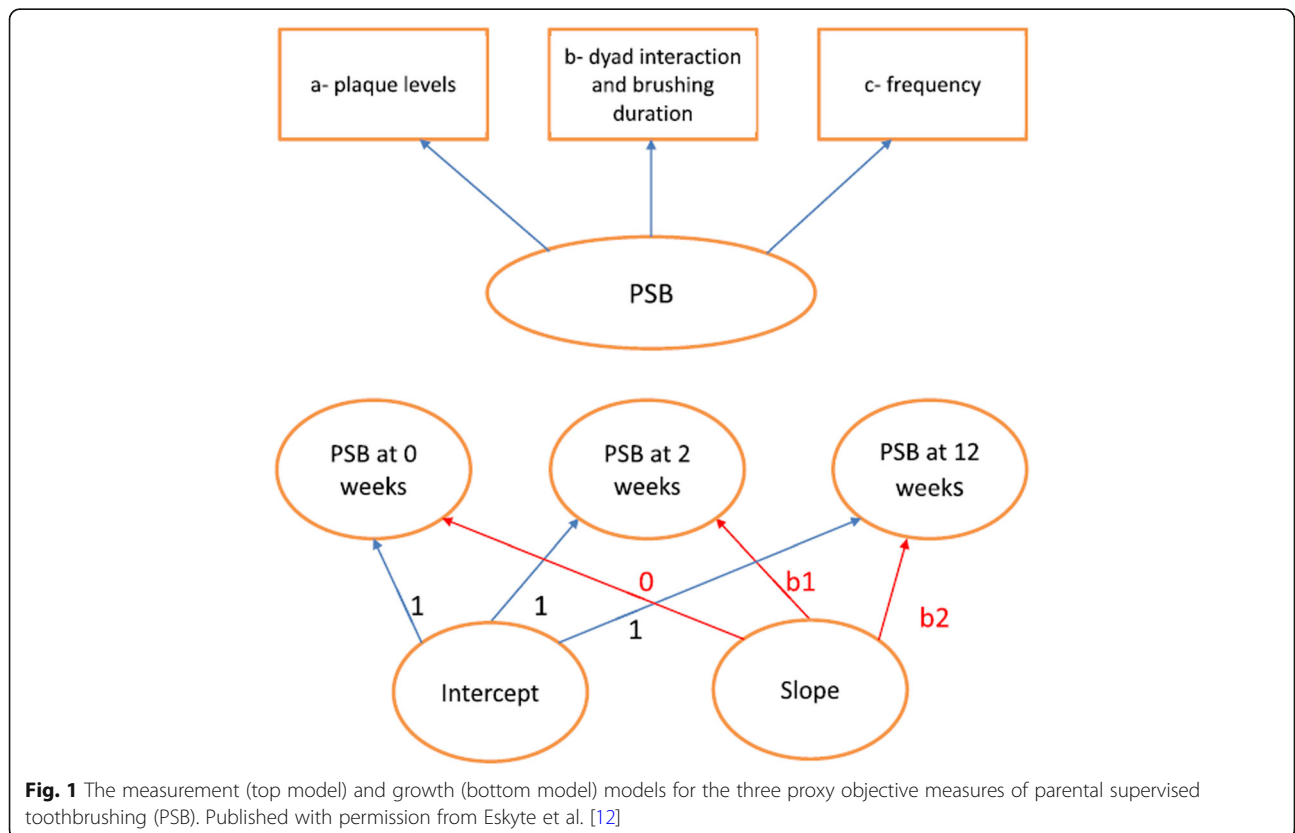 a- plaque levels
b- dyad interaction
and brushing
duration
c- frequency
PSB
PSB at 0
weeks
PSB at 2
weeks
PSB at 12
weeks
1
1
0
1
b1
b2
Intercept
Slope
Fig. 1 The measurement (top model) and growth (bottom model) models for the three proxy objective measures of parental supervised
toothbrushing (PSB). Published with permission from Eskyte et al. [12]